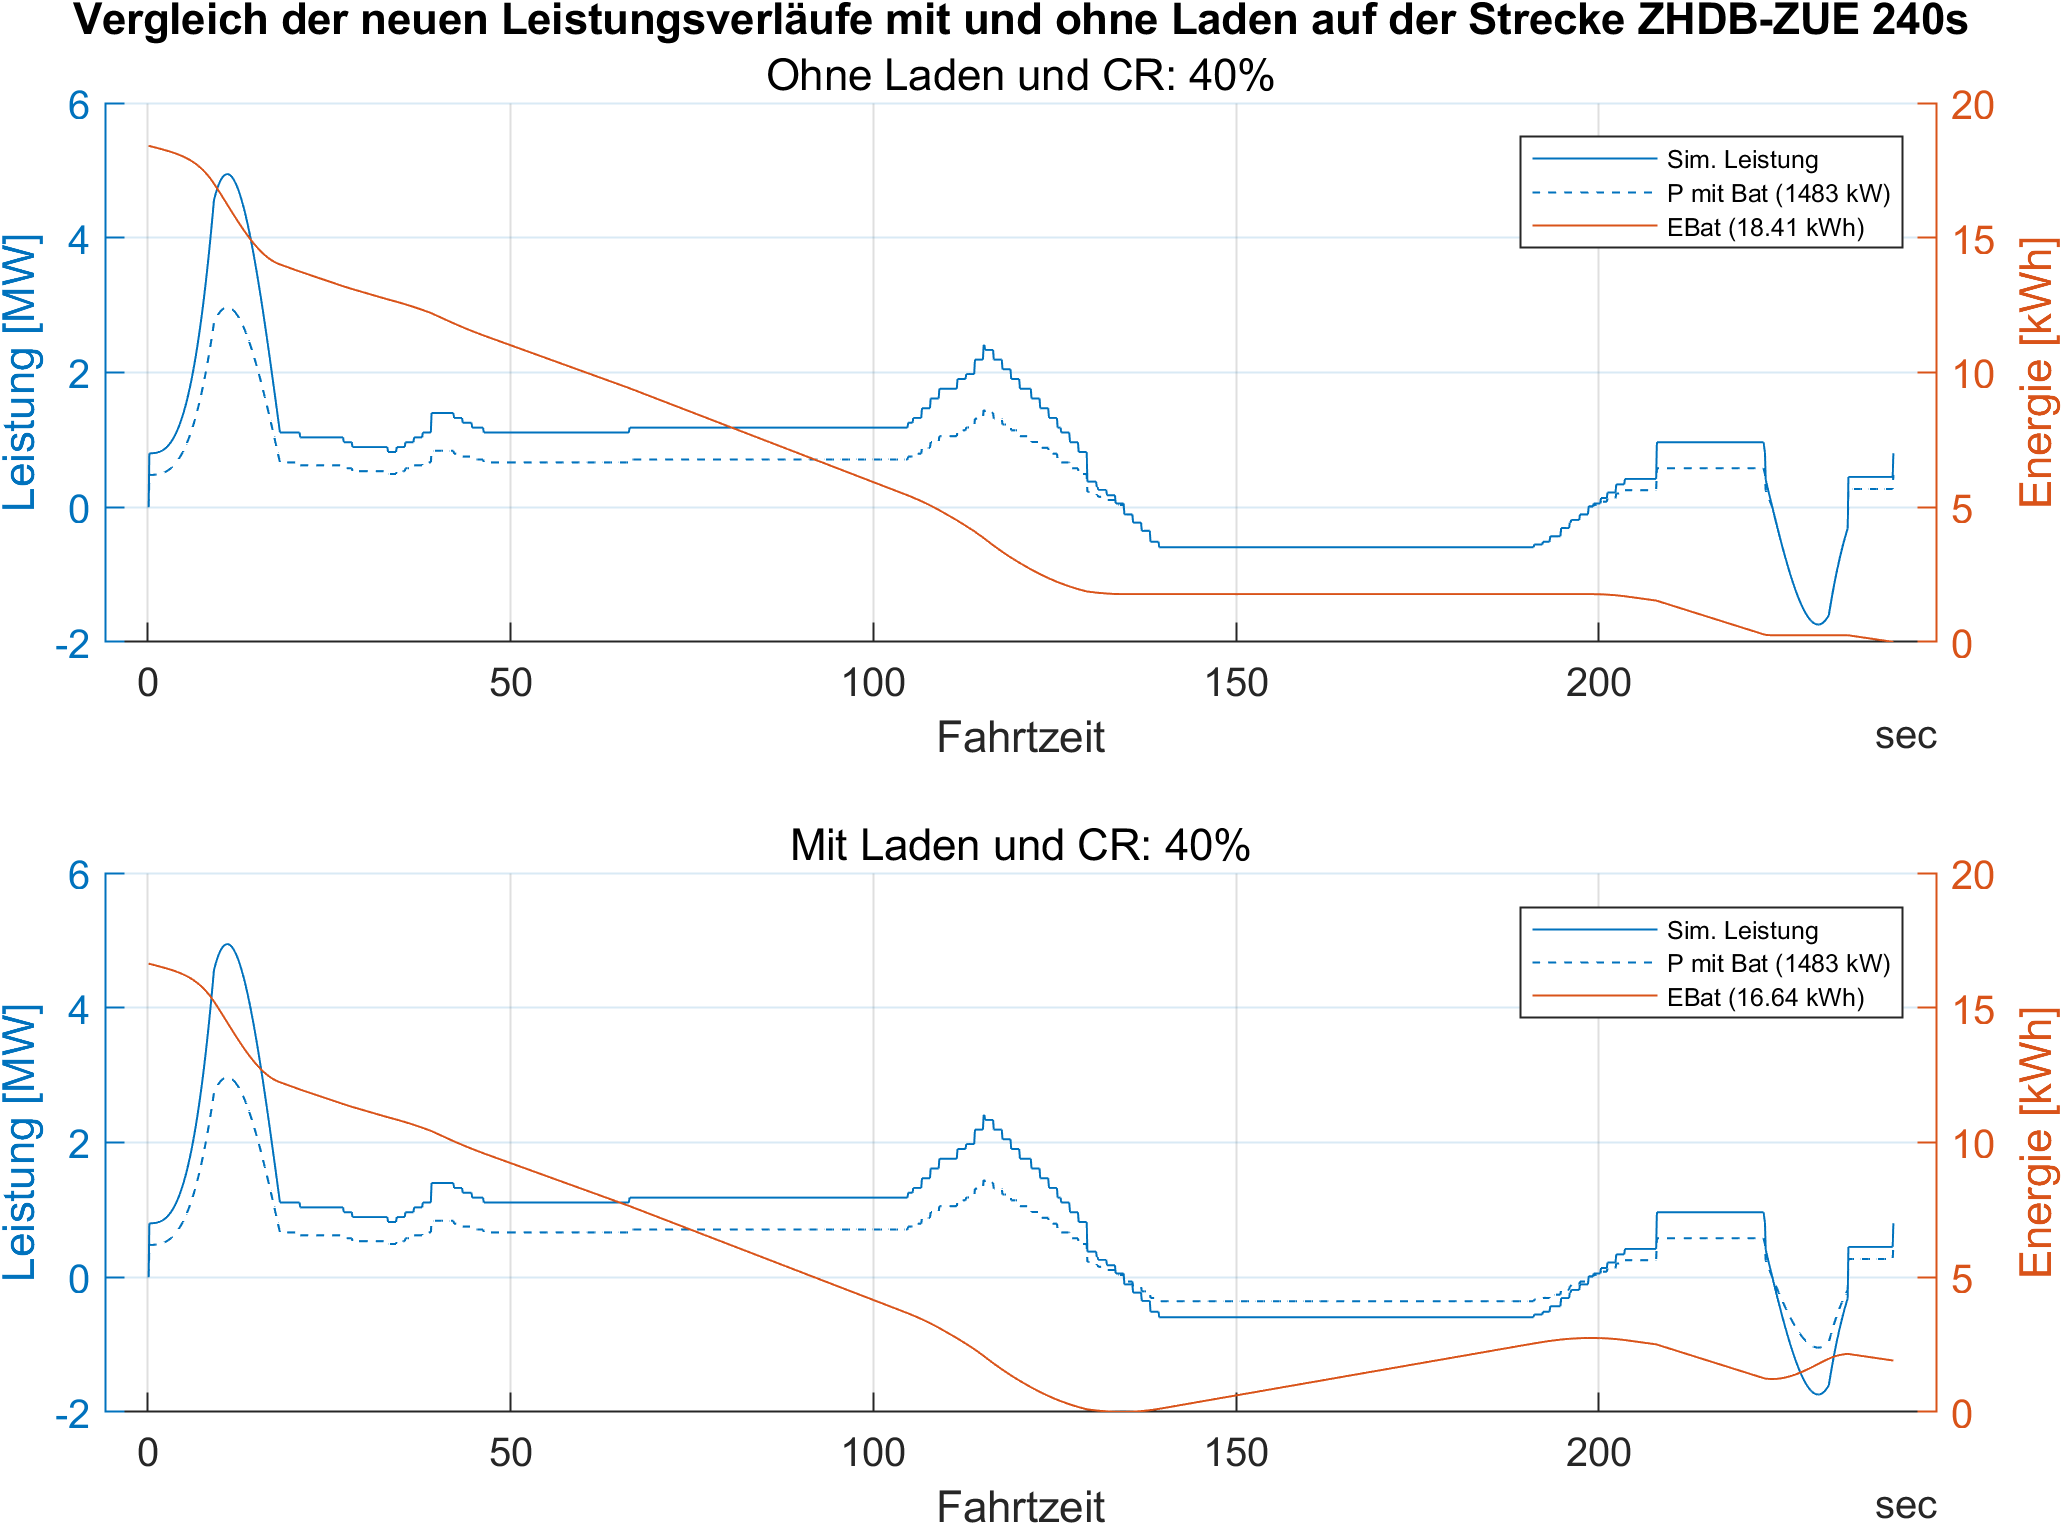 Vergleich der neuen Leistungsverläufe mit und ohne Laden auf der Strecke ZHDB-ZUE 240s
Ohne Laden und CR: 40%
6
4
2
0
-2
Leistung [MW]
20
15
10
5
0
Energie [kWh]
Sim. Leistung
P mit Bat (1483 kW)
EBat (18.41 kWh)
0 50 100 150 200
Fahrtzeit
sec
Mit Laden und CR: 40%
6
4
2
0
-2
Leistung [MW]
20
15
10
5
0
Energie [kWh]
Sim. Leistung
P mit Bat (1483 kW)
EBat (16.64 kWh)
0 50 100 150 200
Fahrtzeit
sec